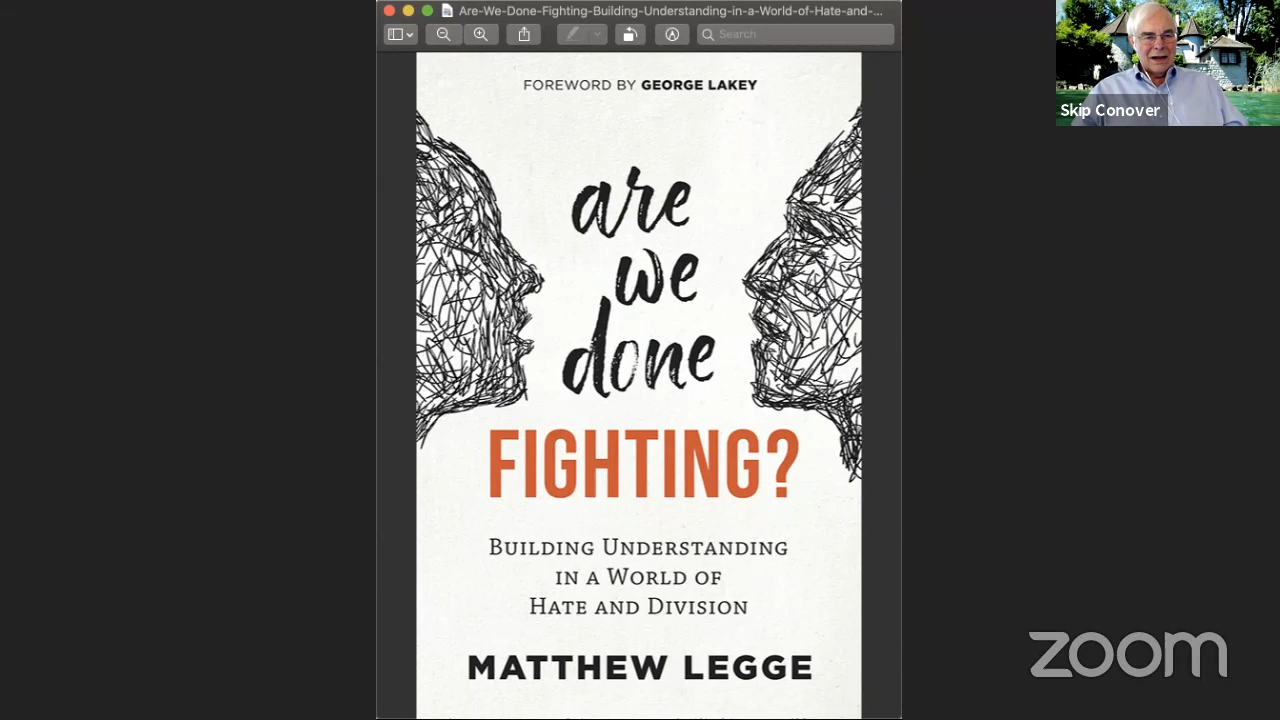 Are-We-Done-Fighting-Building-Understanding-in-a-World-of-Hate-and-...
Search
FOREWORD BY GEORGE LAKEY
are
we
done
FIGHTING?
BUILDING UNDERSTANDING
IN A WORLD OF
HATE AND DIVISION
MATTHEW LEGGE
Skip Conover
zoom